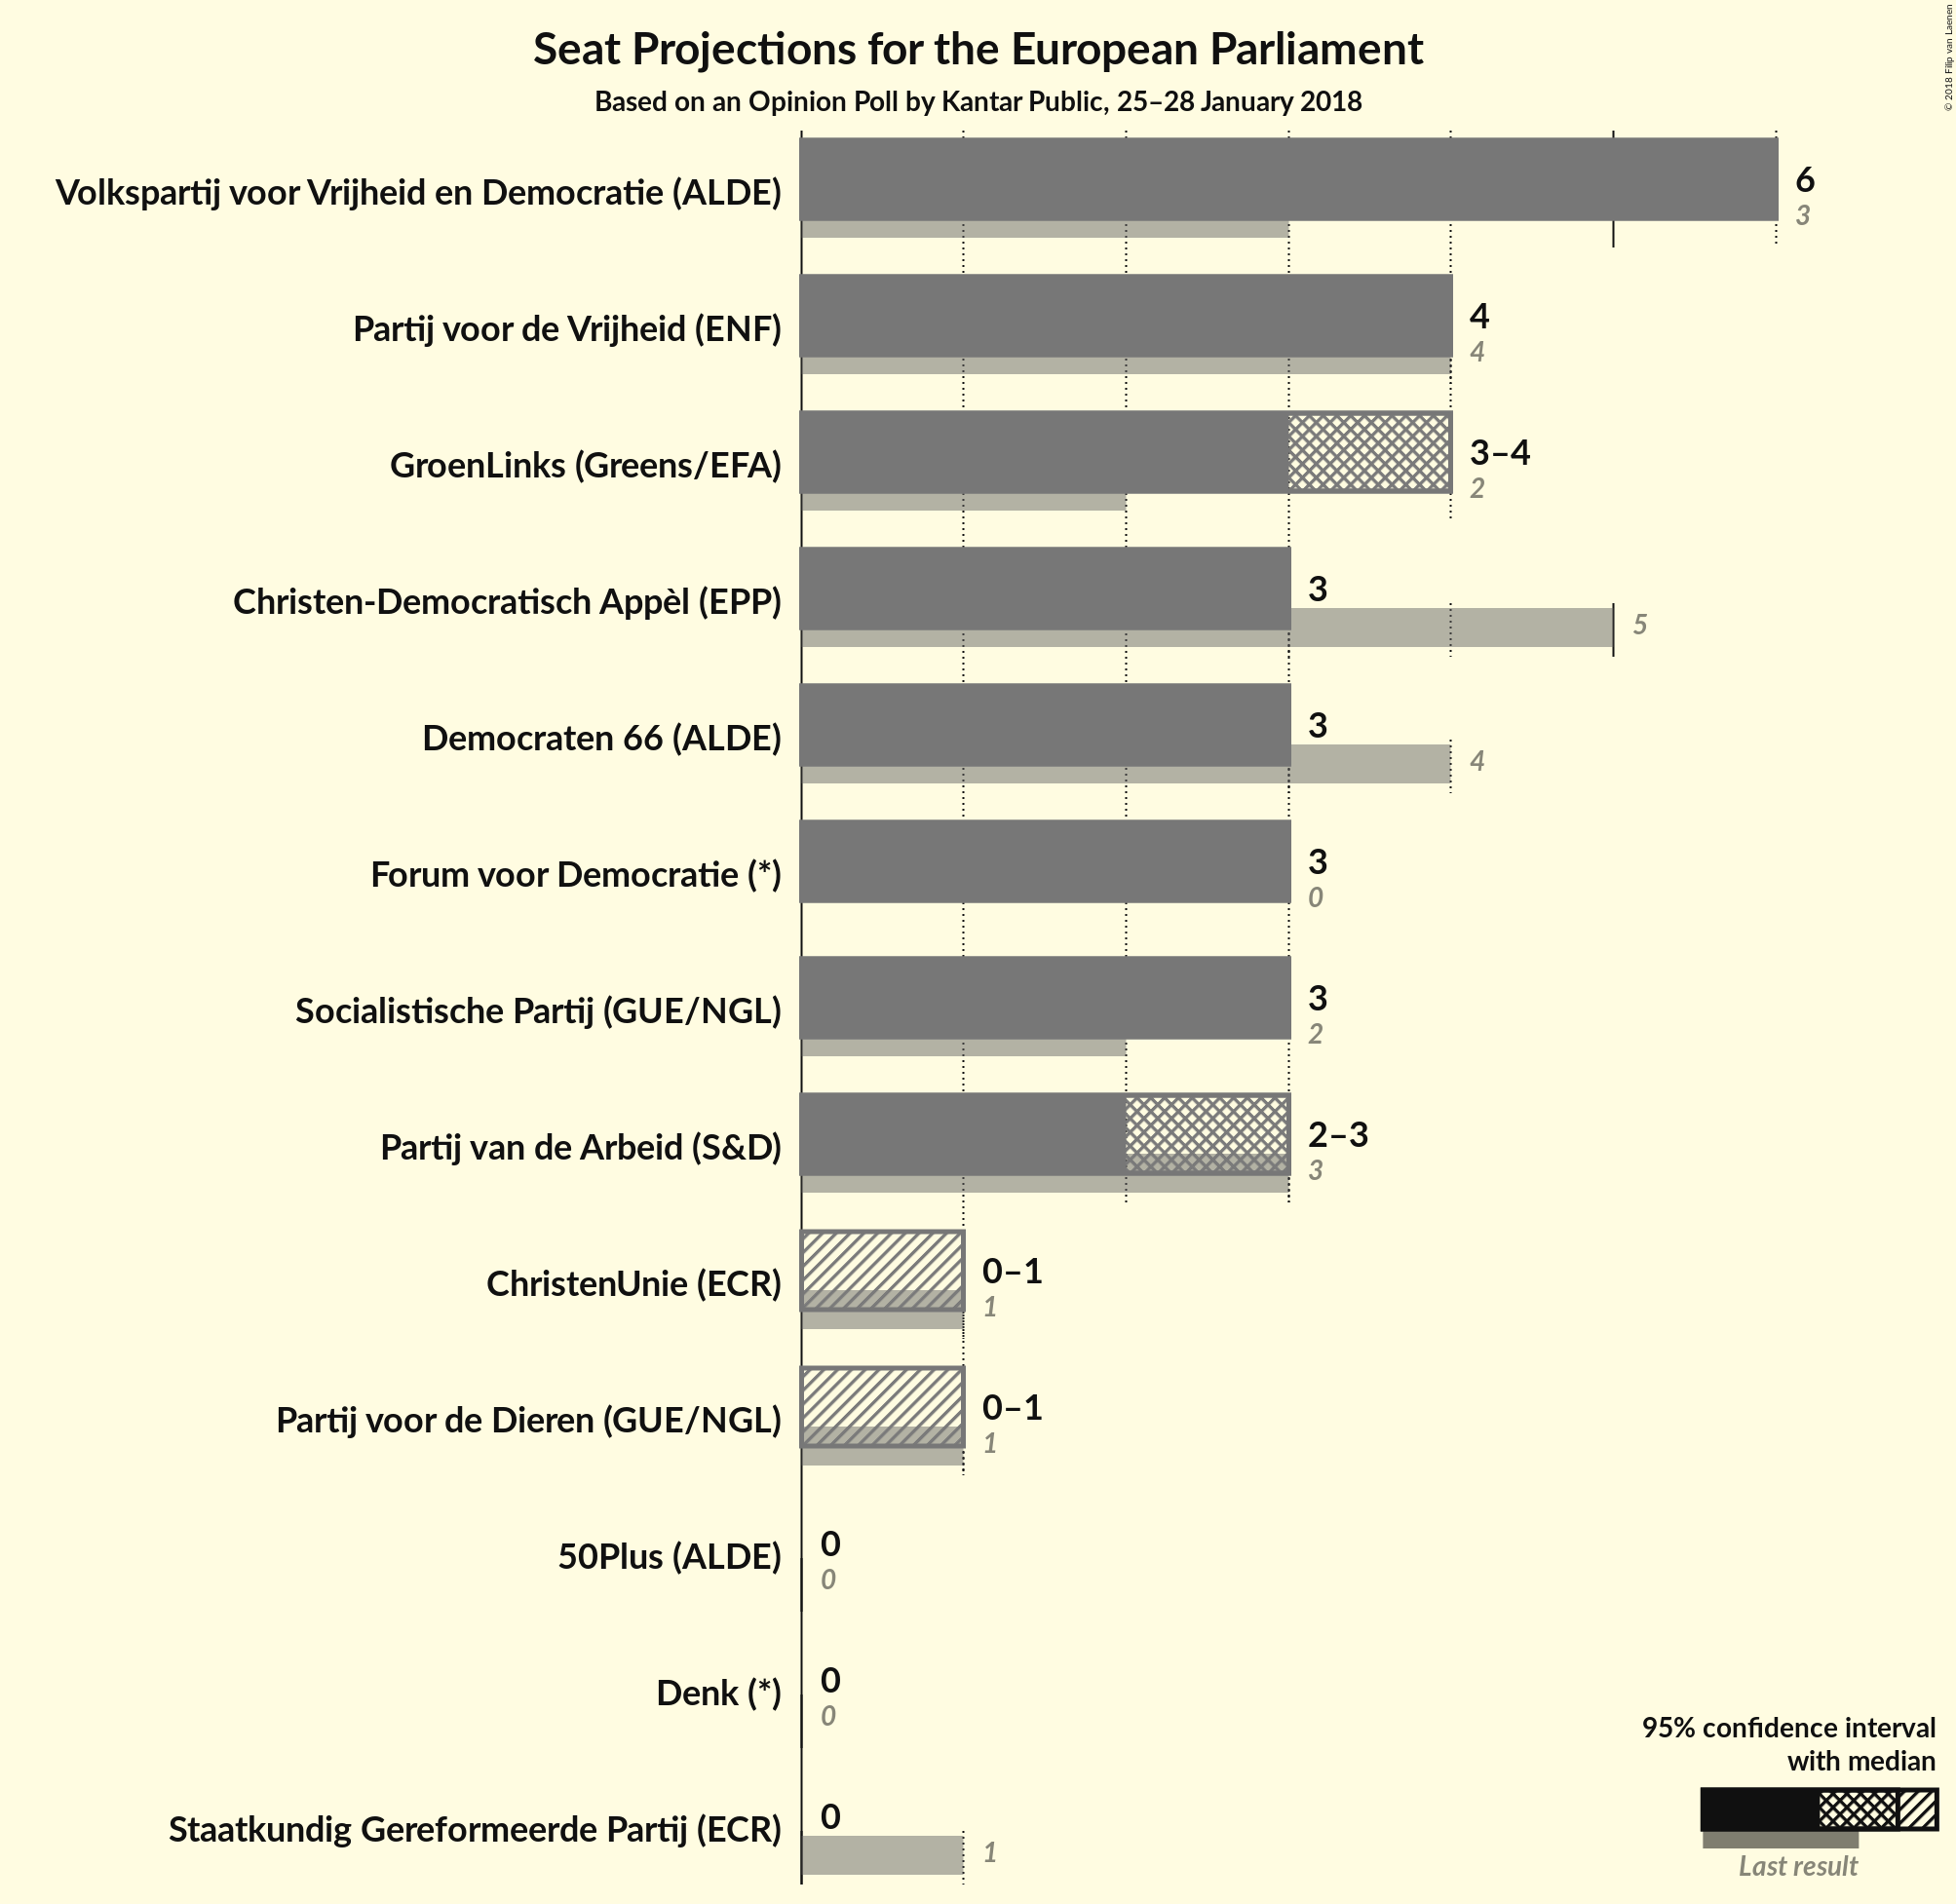 Seat Projections for the European Parliament
Based on an Opinion Poll by Kantar Public, 25–28 January 2018
© 2018 Filip van Laenen
Volkspartij voor Vrijheid en Democratie (ALDE)
6
3
Partij voor de Vrijheid (ENF)
4
4
GroenLinks (Greens/EFA)
3–4
2
Christen-Democratisch Appèl (EPP)
3
5
Democraten 66 (ALDE)
3
4
Forum voor Democratie (*)
3
0
Socialistische Partij (GUE/NGL)
3
2
Partij van de Arbeid (S&D)
2–3
3
ChristenUnie (ECR)
0–1
1
Partij voor de Dieren (GUE/NGL)
0–1
1
50Plus (ALDE)
0
0
Denk (*)
0
0
Staatkundig Gereformeerde Partij (ECR)
0
1
95% confidence interval
with median
Last result